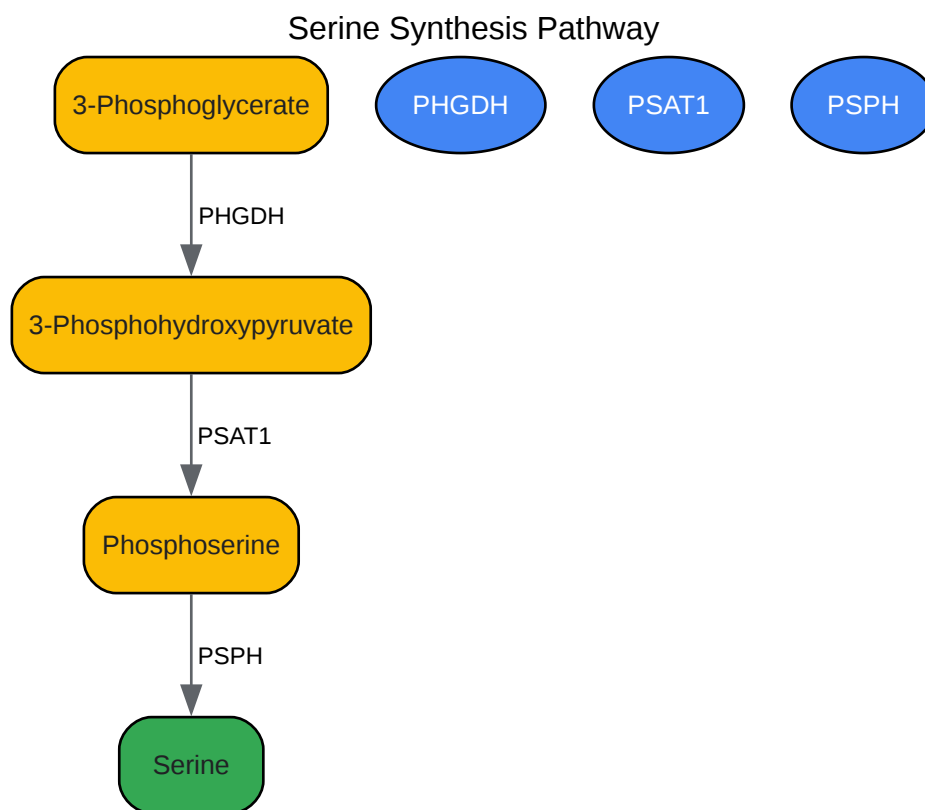 Serine Synthesis Pathway
3-Phosphoglycerate
PHGDH
PSAT1
PSPH
PHGDH
3-Phosphohydroxypyruvate
PSAT1
Phosphoserine
PSPH
Serine